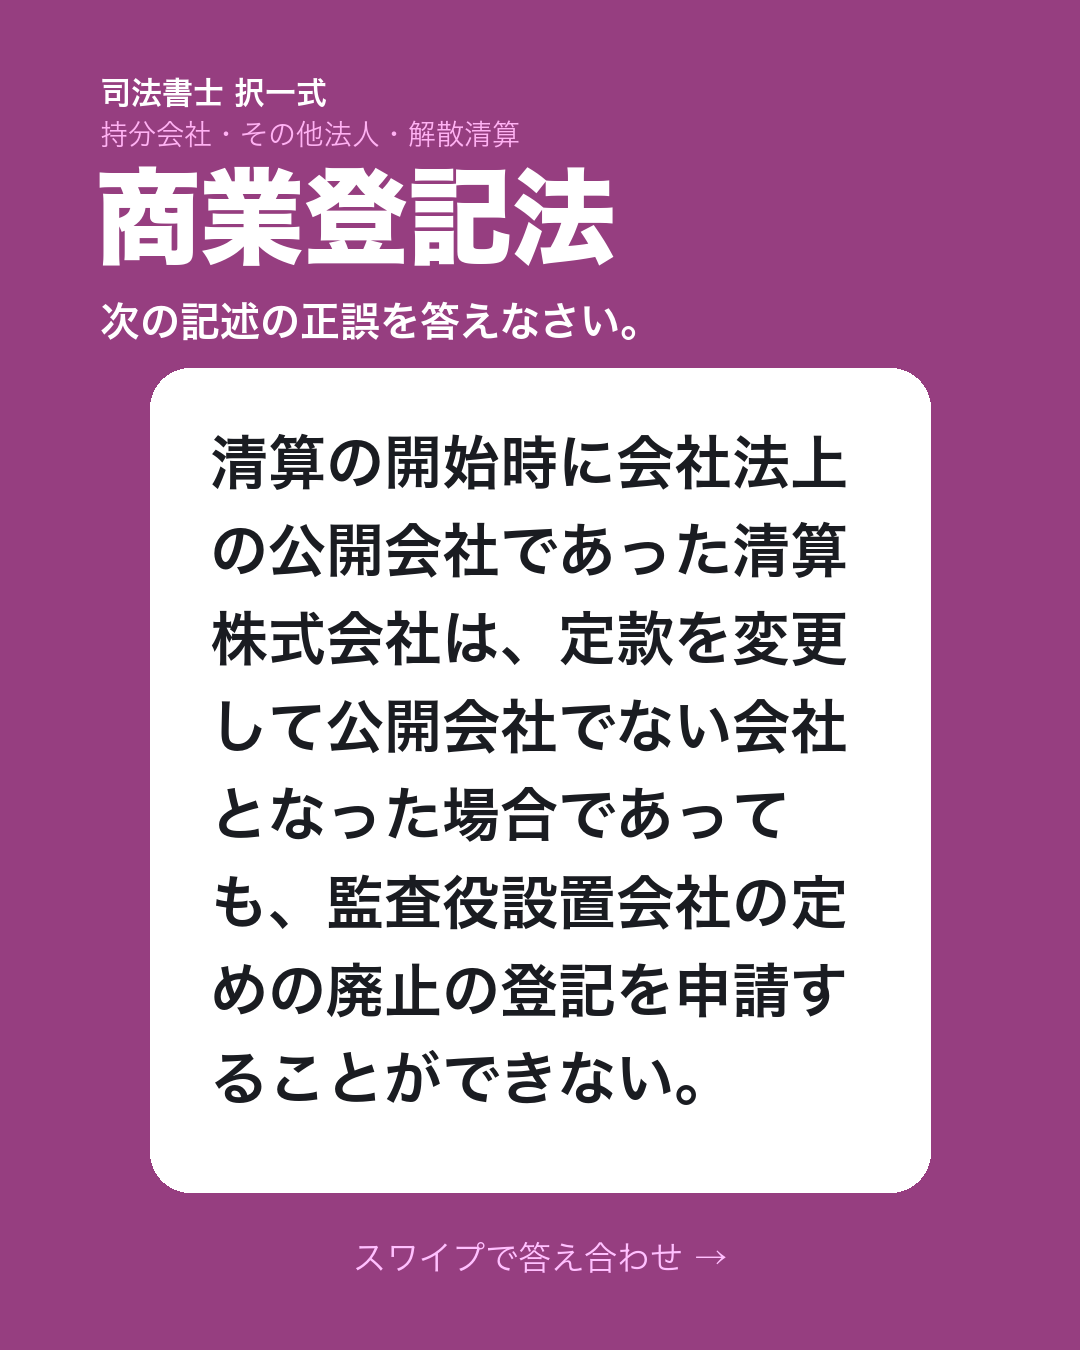 司法書士 択一式
持分会社・その他法人・解散清算
商業登記法
次の記述の正誤を答えなさい。
清算の開始時に会社法上
の公開会社であった清算
株式会社は、定款を変更
して公開会社でない会社
となった場合であって
も、監査役設置会社の定
めの廃止の登記を申請す
ることができない。
スワイプで答え合わせ →